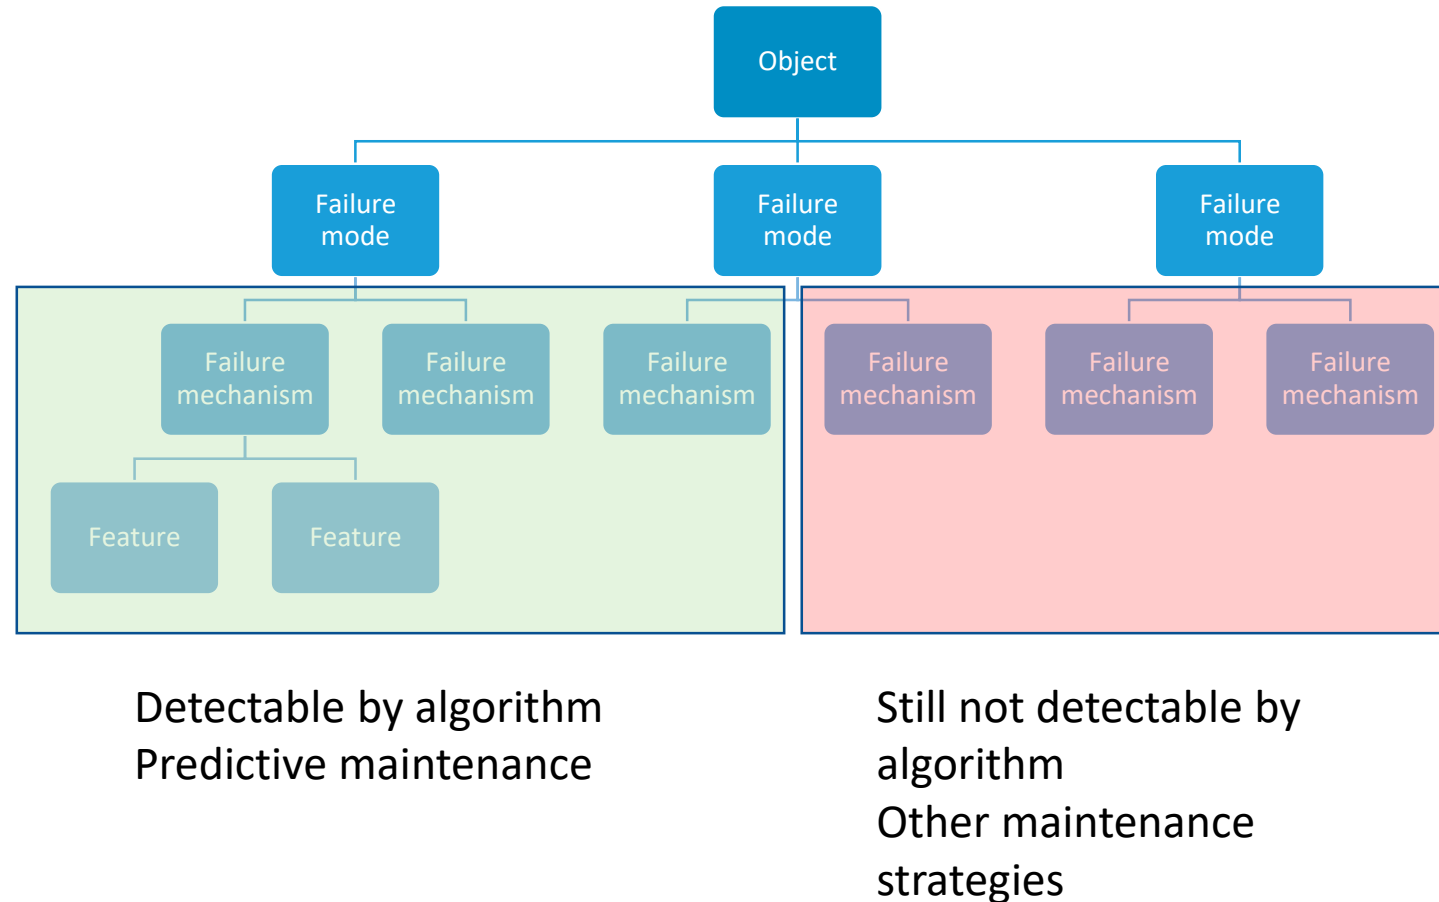 Object
Failure
mode
Failure
mode
Failure
mode
Failure
mechanism
Failure
mechanism
Failure
mechanism
Failure
mechanism
Failure
mechanism
Failure
mechanism
Feature
Feature
Detectable by algorithm
Predictive maintenance
Still not detectable by
algorithm
Other maintenance
strategies